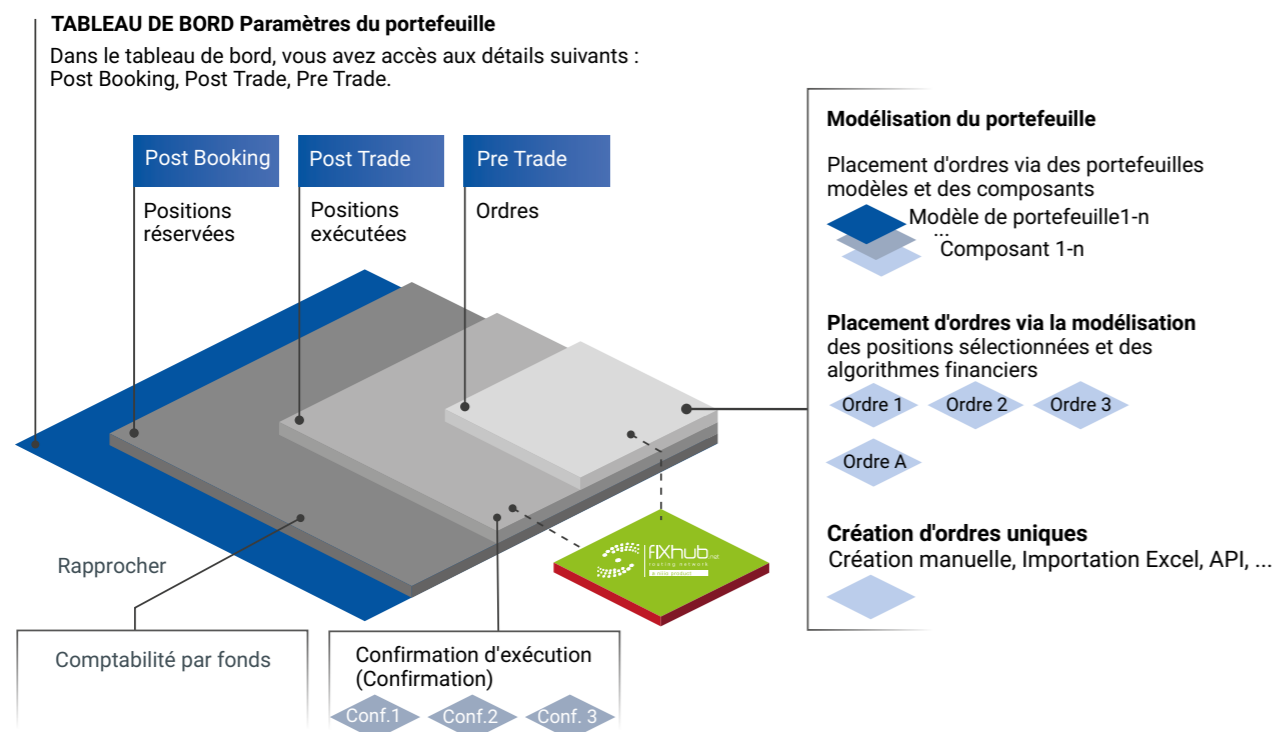 TABLEAU DE BORD Paramètres du portefeuille
Dans le tableau de bord, vous avez accès aux détails suivants :
Post Booking, Post Trade, Pre Trade.
Post Booking
Post Trade
Pre Trade
Positions
réservées
Positions
exécutées
Ordres
Modélisation du portefeuille
Placement d'ordres via des portefeuilles
modèles et des composants
Modèle de portefeuille1-n
...
Composant 1-n
Placement d'ordres via la modélisation
des positions sélectionnées et des
algorithmes financiers
Ordre 1
Ordre 2
Ordre 3
Ordre A
Création d'ordres uniques
Création manuelle, Importation Excel, API, ...
fIXhub
routing network
Rapprocher
Comptabilité par fonds
Confirmation d'exécution
(Confirmation)
Conf.1
Conf.2
Conf. 3